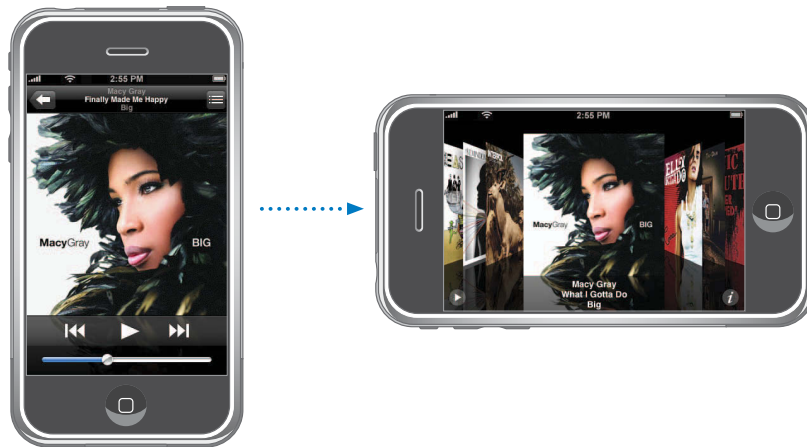 2:55 PM
Macy Gray
Finally Made Me Happy
Big
MacyGray
BIG
2:55 PM
MacyGray
BIG
Macy Gray
What I Gotta Do
Big
i